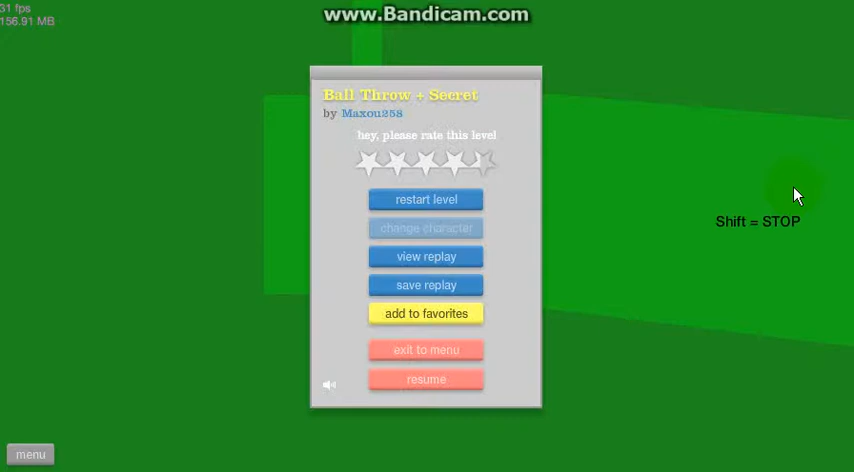 31 fps
156.91 MB
www.Bandicam.com
Ball Throw + Secret
by Maxou258
hey, please rate this level
restart level
change character
view replay
save replay
add to favorites
exit to menu
resume
Shift = STOP
menu